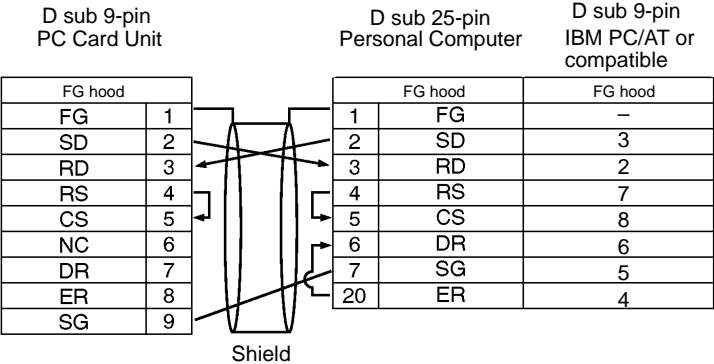 D sub 9-pin
PC Card Unit
D sub 25-pin
Personal Computer
D sub 9-pin
IBM PC/AT or
compatible
FG hood
FG 1
SD 2
RD 3
RS 4
CS 5
NC 6
DR 7
ER 8
SG 9
FG hood FG hood
1 FG –
2 SD 3
3 RD 2
4 RS 7
5 CS 8
6 DR 6
7 SG 5
20 ER 4
Shield